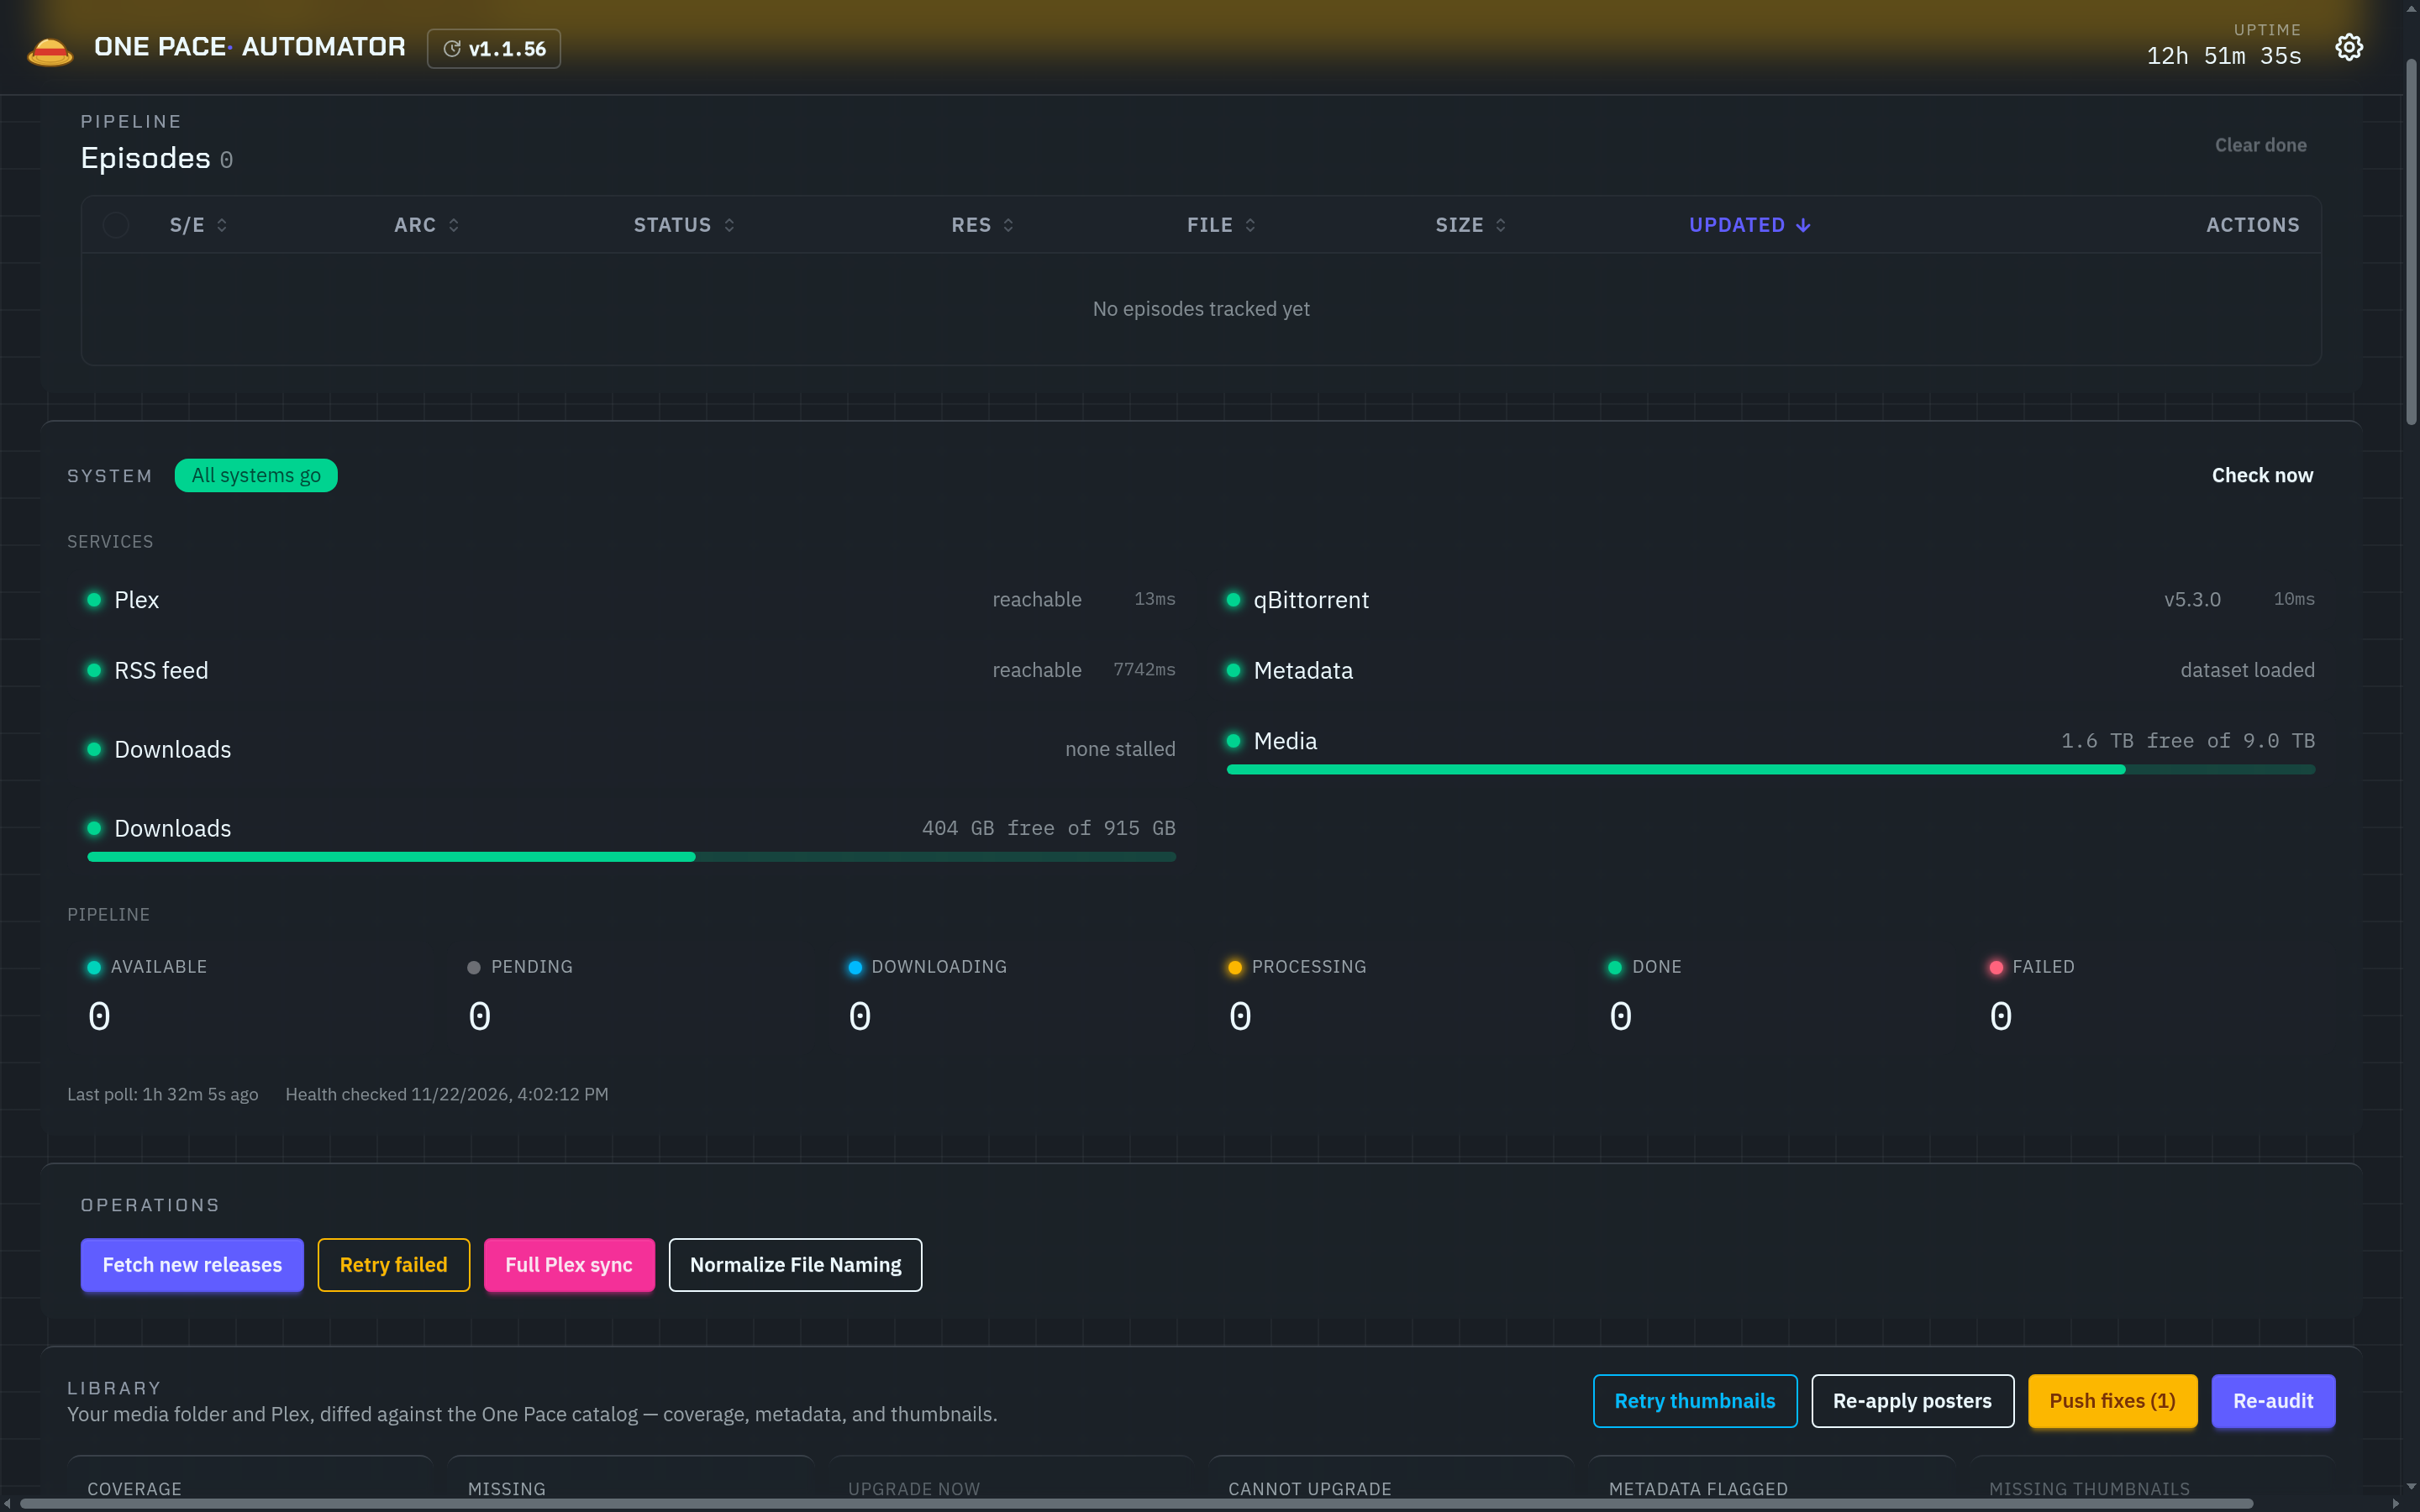 ONE PACE· AUTOMATOR
v1.1.56
UPTIME
12h 51m 35s
PIPELINE
Episodes 0
Clear done
S/E ARC STATUS RES FILE SIZE UPDATED ACTIONS
No episodes tracked yet
SYSTEM All systems go
Check now
SERVICES
Plex reachable 13ms
qBittorrent v5.3.0 10ms
RSS feed reachable 7742ms
Metadata dataset loaded
Downloads none stalled
Media 1.6 TB free of 9.0 TB
Downloads 404 GB free of 915 GB
PIPELINE
AVAILABLE PENDING DOWNLOADING PROCESSING DONE FAILED
0 0 0 0 0 0
Last poll: 1h 32m 5s ago Health checked 11/22/2026, 4:02:12 PM
OPERATIONS
Fetch new releases Retry failed Full Plex sync Normalize File Naming
LIBRARY
Your media folder and Plex, diffed against the One Pace catalog — coverage, metadata, and thumbnails.
Retry thumbnails Re-apply posters Push fixes (1) Re-audit
COVERAGE MISSING UPGRADE NOW CANNOT UPGRADE METADATA FLAGGED MISSING THUMBNAILS